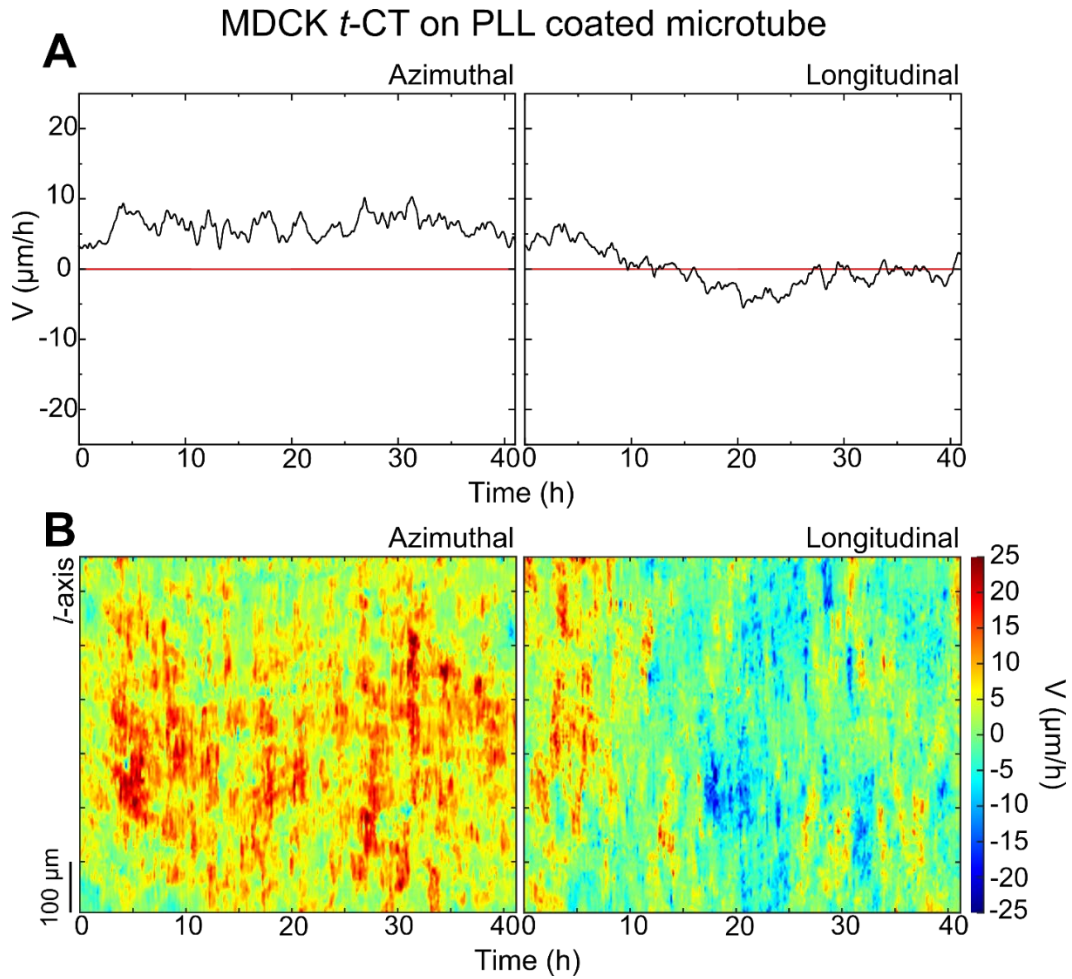 MDCK t-CT on PLL coated microtube
A
Azimuthal
Longitudinal
20
10
0
-10
-20
V (µm/h)
0 10 20 30 40
0 10 20 30 40
Time (h)
B
Azimuthal
Longitudinal
l-axis
100 µm
25
20
15
10
5
0
-5
-10
-15
-20
-25
V (µm/h)
0 10 20 30 40
0 10 20 30 40
Time (h)